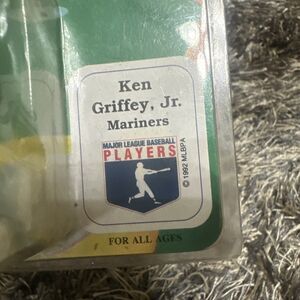 Ken
Griffey, Jr.
Mariners
MAJOR LEAGUE BASEBALL
PLAYERS
© 1992 MLBPA
FOR ALL AGES